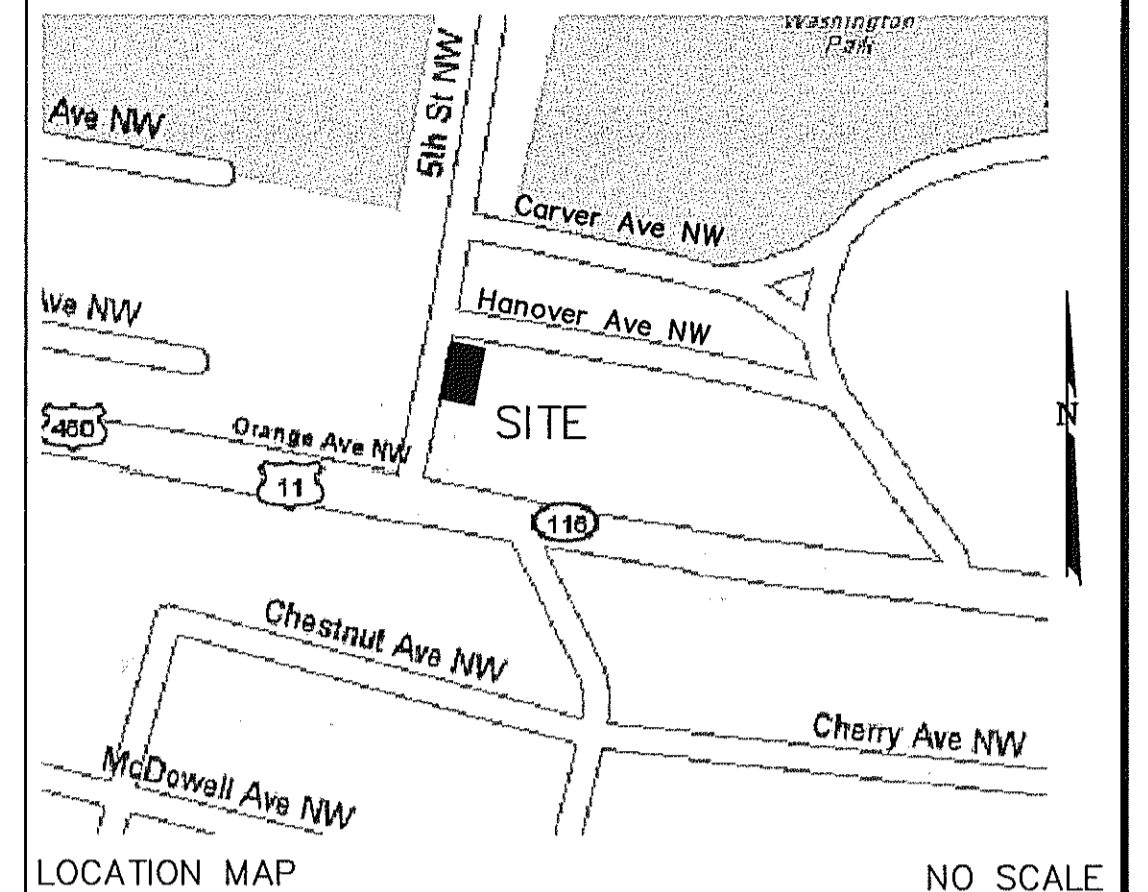 Washington
Park
Ave NW
5th St NW
Carver Ave NW
Ave NW
Hanover Ave NW
SITE
N
460
Orange Ave NW
11
116
Chestnut Ave NW
Cherry Ave NW
McDowell Ave NW
LOCATION MAP
NO SCALE